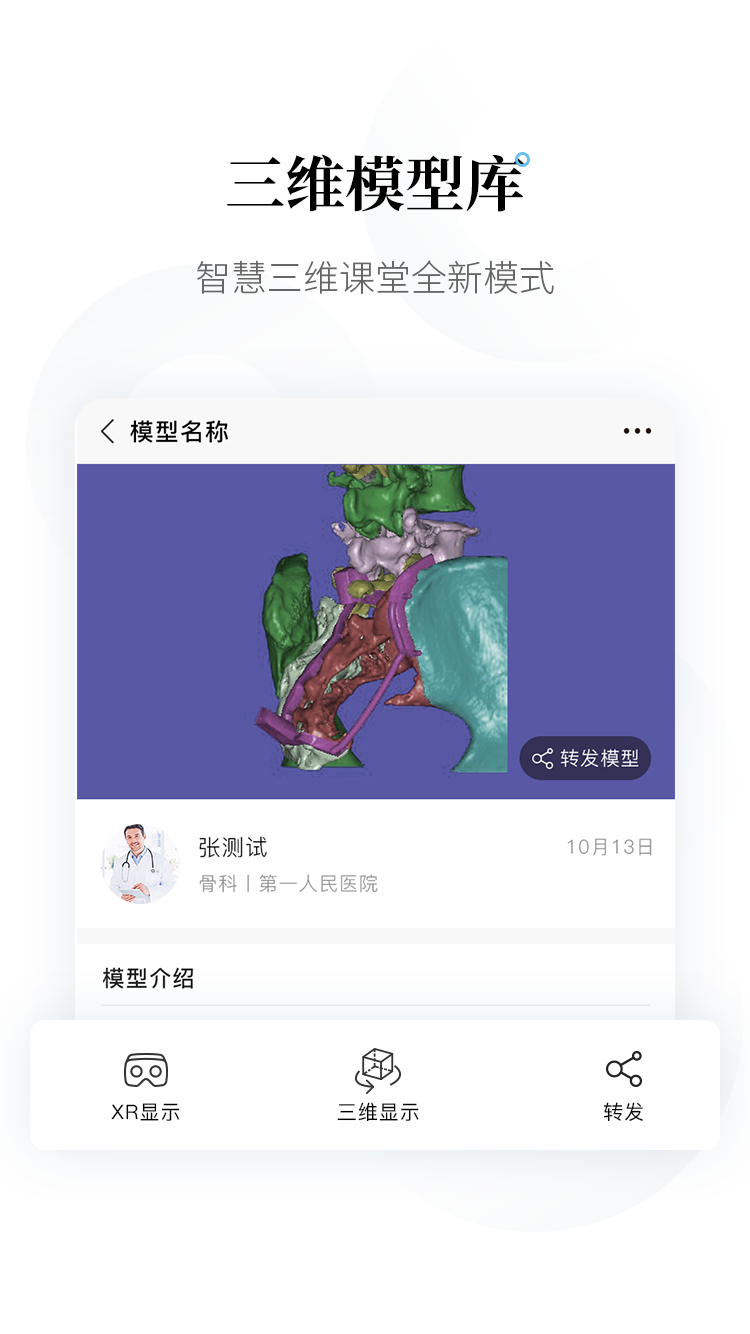 三维模型库
智慧三维课堂全新模式
模型名称
转发模型
张测试
10月13日
骨科丨第一人民医院
模型介绍
XR显示
三维显示
转发